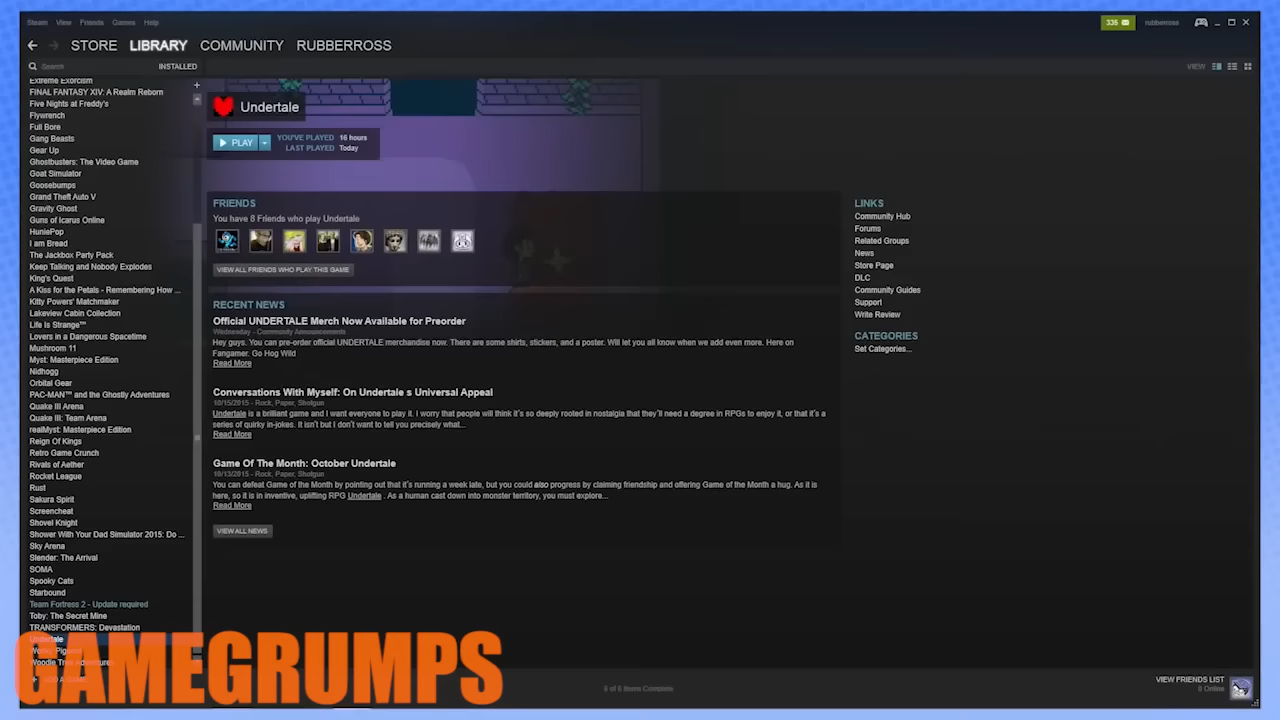 Steam View Friends Games Help
335
rubberross
STORE LIBRARY COMMUNITY RUBBERROSS
Search
INSTALLED
VIEW
Extreme Exorcism
FINAL FANTASY XIV: A Realm Reborn
Five Nights at Freddy's
Flywrench
Full Bore
Gang Beasts
Gear Up
Ghostbusters: The Video Game
Goat Simulator
Goosebumps
Grand Theft Auto V
Gravity Ghost
Guns of Icarus Online
HuniePop
I am Bread
The Jackbox Party Pack
Keep Talking and Nobody Explodes
King's Quest
A Kiss for the Petals - Remembering How ...
Kitty Powers' Matchmaker
Lakeview Cabin Collection
Life Is Strange™
Lovers in a Dangerous Spacetime
Mushroom 11
Myst: Masterpiece Edition
Nidhogg
Orbital Gear
PAC-MAN™ and the Ghostly Adventures
Quake III Arena
Quake III: Team Arena
realMyst: Masterpiece Edition
Reign Of Kings
Retro Game Crunch
Rivals of Aether
Rocket League
Rust
Sakura Spirit
Screencheat
Shovel Knight
Shower With Your Dad Simulator 2015: Do ...
Sky Arena
Slender: The Arrival
SOMA
Spooky Cats
Starbound
Team Fortress 2 - Update required
Toby: The Secret Mine
TRANSFORMERS: Devastation
Undertale
Woodle Tree Adventures
ADD A GAME
GAMEGRUMPS
Undertale
PLAY
YOU'VE PLAYED 16 hours
LAST PLAYED Today
FRIENDS
You have 8 Friends who play Undertale
VIEW ALL FRIENDS WHO PLAY THIS GAME
RECENT NEWS
Official UNDERTALE Merch Now Available for Preorder
Wednesday - Community Announcements
Hey guys. You can pre-order official UNDERTALE merchandise now. There are some shirts, stickers, and a poster. Will let you all know when we add even more. Here on
Fangamer. Go Hog Wild
Read More
Conversations With Myself: On Undertale s Universal Appeal
10/15/2015 - Rock, Paper, Shotgun
Undertale is a brilliant game and I want everyone to play it. I worry that people will think it's so deeply rooted in nostalgia that they'll need a degree in RPGs to enjoy it, or that it's a
series of quirky in-jokes. It isn't but I don't want to tell you precisely what...
Read More
Game Of The Month: October Undertale
10/13/2015 - Rock, Paper, Shotgun
You can defeat Game of the Month by pointing out that it's running a week late, but you could also progress by claiming friendship and offering Game of the Month a hug. As it is
here, so it is in inventive, uplifting RPG Undertale . As a human cast down into monster territory, you must explore...
Read More
VIEW ALL NEWS
LINKS
Community Hub
Forums
Related Groups
News
Store Page
DLC
Community Guides
Support
Write Review
CATEGORIES
Set Categories...
5 of 6 Items Complete
VIEW FRIENDS LIST
8 Online